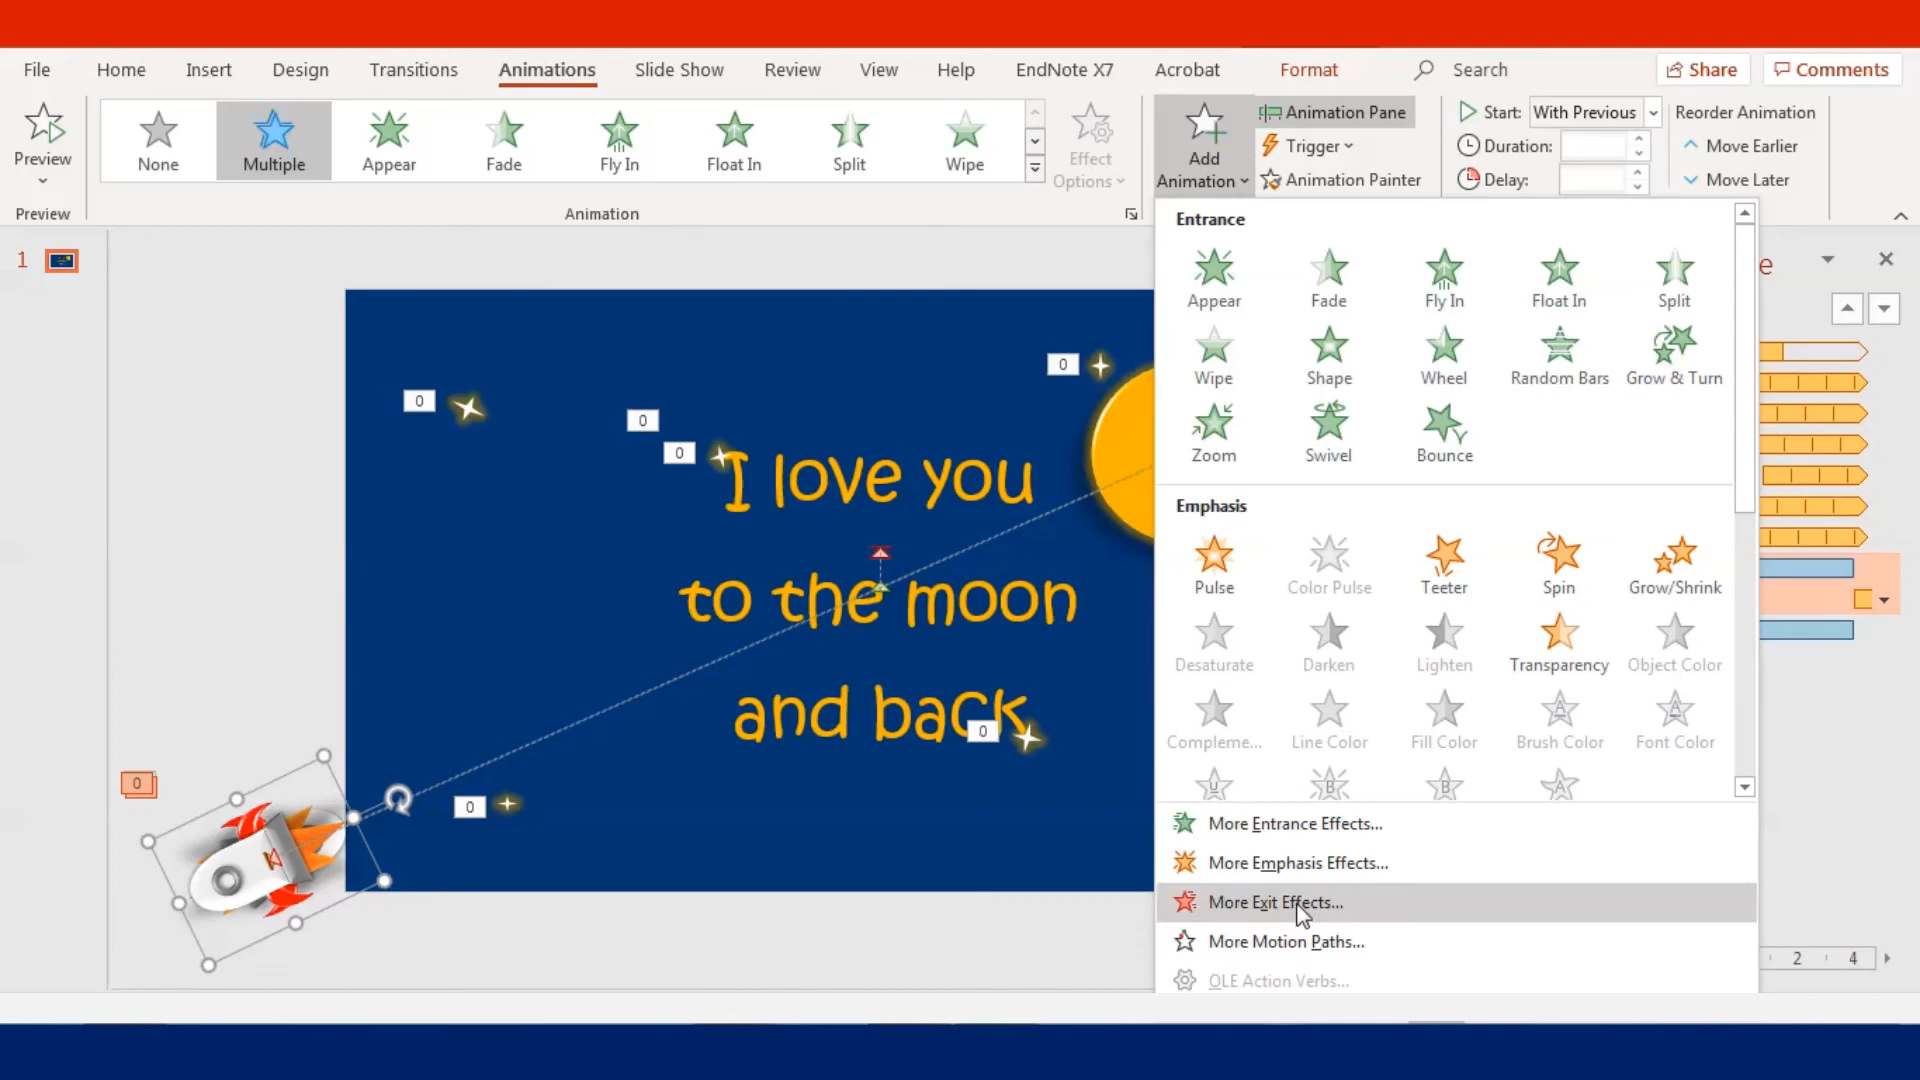 File Home Insert Design Transitions Animations Slide Show Review View Help EndNote X7 Acrobat Format Search Share Comments
Preview
None Multiple Appear Fade Fly In Float In Split Wipe
Effect
Options
Add
Animation
Animation Pane
Trigger
Animation Painter
Start: With Previous
Duration:
Delay:
Reorder Animation
Move Earlier
Move Later
Preview
Animation
1
Entrance
Appear Fade Fly In Float In Split
Wipe Shape Wheel Random Bars Grow & Turn
Zoom Swivel Bounce
Emphasis
Pulse Color Pulse Teeter Spin Grow/Shrink
Desaturate Darken Lighten Transparency Object Color
Compleme... Line Color Fill Color Brush Color Font Color
More Entrance Effects...
More Emphasis Effects...
More Exit Effects...
More Motion Paths...
OLE Action Verbs...
e
0
0
0
0
I love you
to the moon
and back
0
0
0
2 4